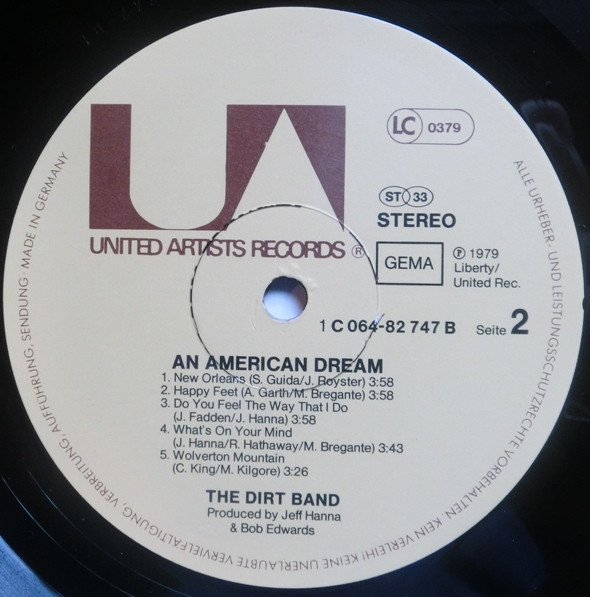 UA
UNITED ARTISTS RECORDS ®
LC 0379
ST 33
STEREO
GEMA
Ⓟ 1979
Liberty/
United Rec.
1 C 064-82 747 B
Seite 2
AN AMERICAN DREAM
1. New Orleans (S. Guida/J. Royster) 3:58
2. Happy Feet (A. Garth/M. Bregante) 3:58
3. Do You Feel The Way That I Do
(J. Fadden/J. Hanna) 3:58
4. What's On Your Mind
(J. Hanna/R. Hathaway/M. Bregante) 3:43
5. Wolverton Mountain
(C. King/M. Kilgore) 3:26
THE DIRT BAND
Produced by Jeff Hanna
& Bob Edwards
ALLE URHEBER- UND LEISTUNGSSCHUTZRECHTE VORBEHALTEN. KEIN VERLEIH! KEINE UNERLAUBTE VERVIELFÄLTIGUNG, VERBREITUNG, AUFFÜHRUNG, SENDUNG · MADE IN GERMANY